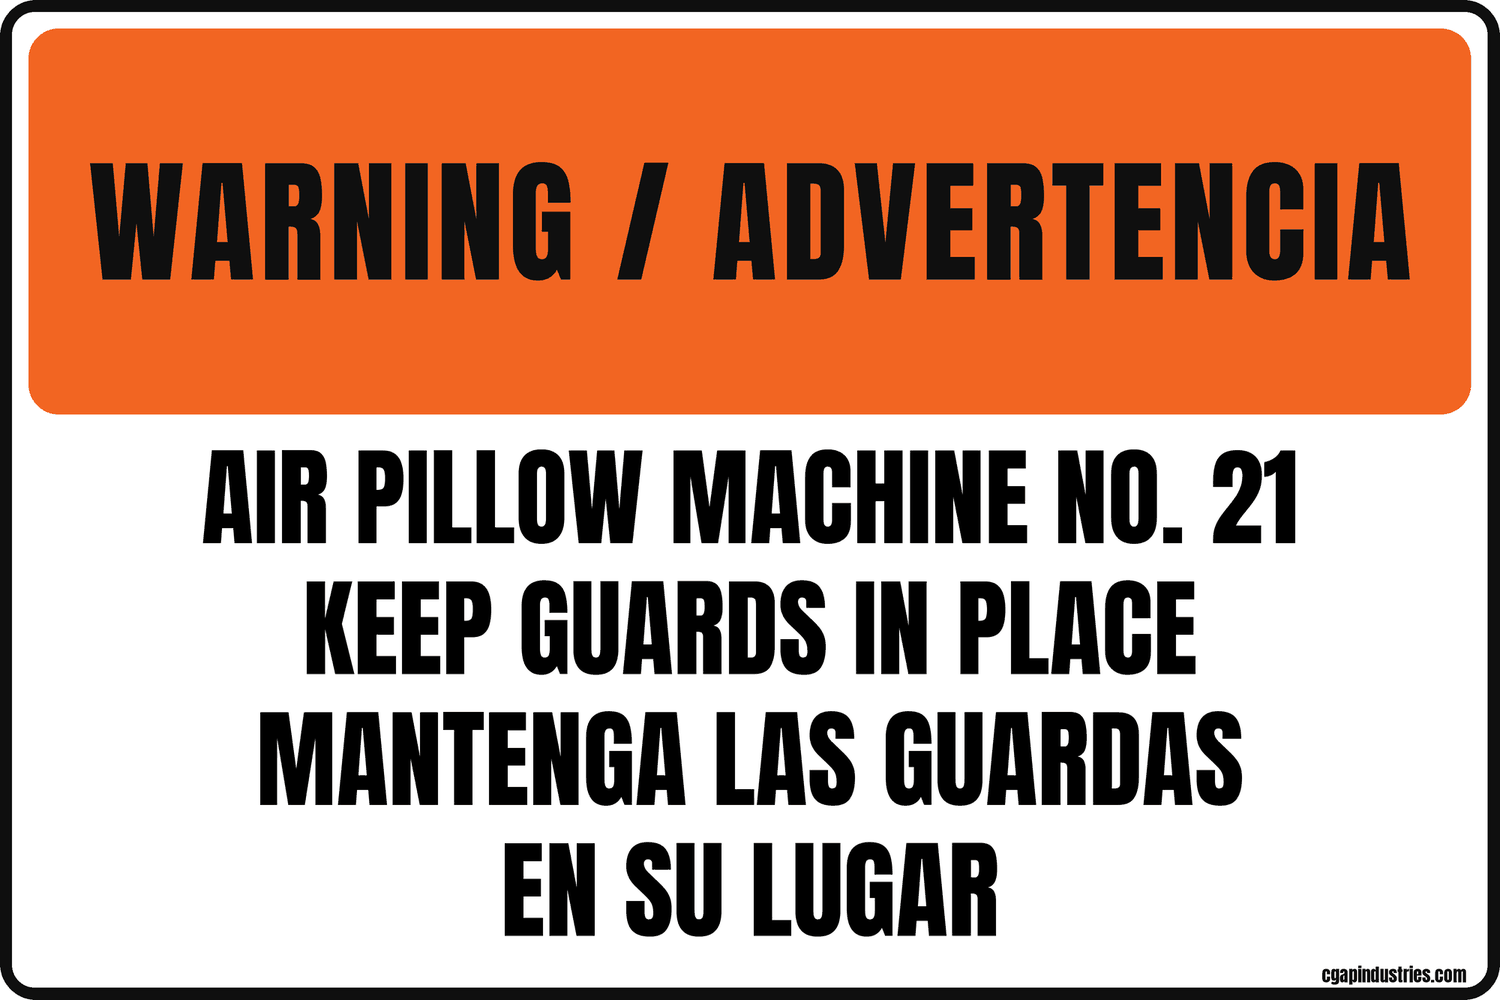 WARNING / ADVERTENCIA
AIR PILLOW MACHINE NO. 21
KEEP GUARDS IN PLACE
MANTENGA LAS GUARDAS
EN SU LUGAR
cgapindustries.com